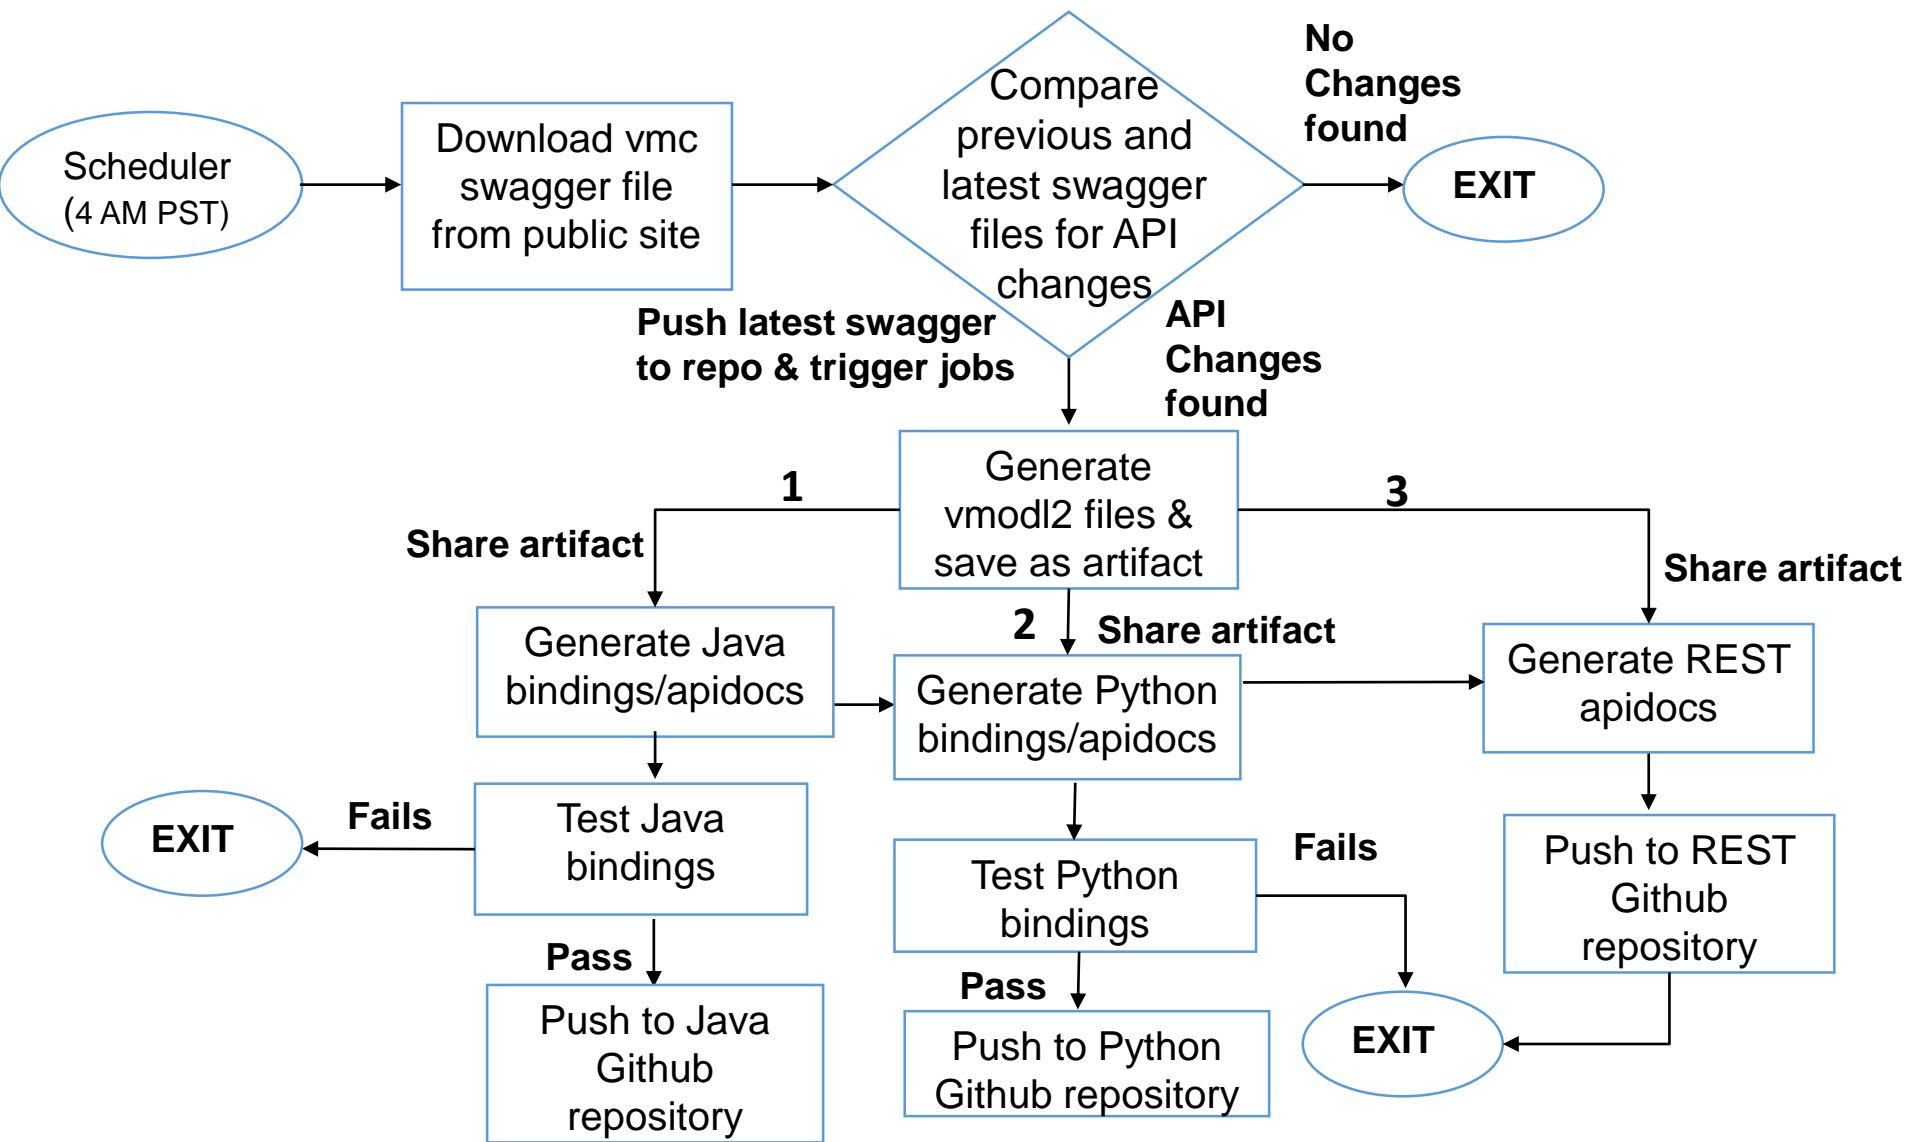 Scheduler
(4 AM PST)
Download vmc
swagger file
from public site
Compare
previous and
latest swagger
files for API
changes
No
Changes
found
EXIT
Push latest swagger
to repo & trigger jobs
API
Changes
found
Generate
vmodl2 files &
save as artifact
1
3
Share artifact
Share artifact
2
Share artifact
Generate Java
bindings/apidocs
Generate Python
bindings/apidocs
Generate REST
apidocs
EXIT
Fails
Test Java
bindings
Test Python
bindings
Fails
Push to REST
Github
repository
Pass
Pass
Push to Java
Github
repository
Push to Python
Github repository
EXIT